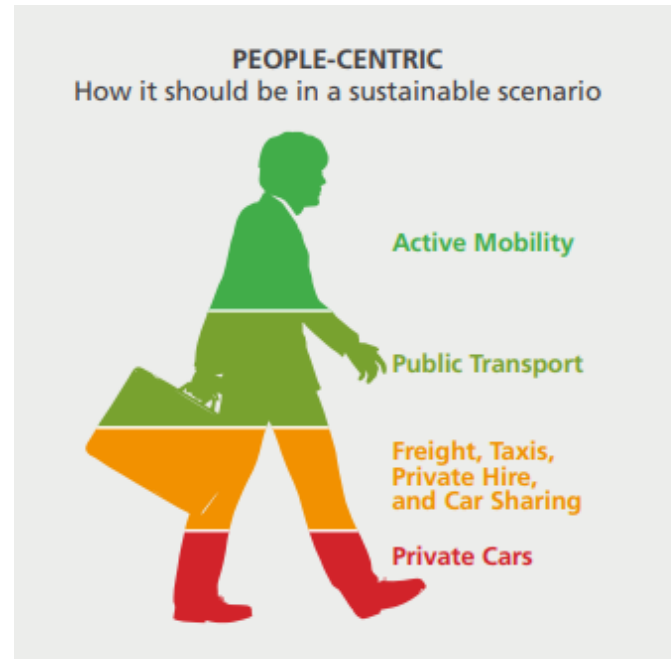 PEOPLE-CENTRIC
How it should be in a sustainable scenario
Active Mobility
Public Transport
Freight, Taxis,
Private Hire,
and Car Sharing
Private Cars